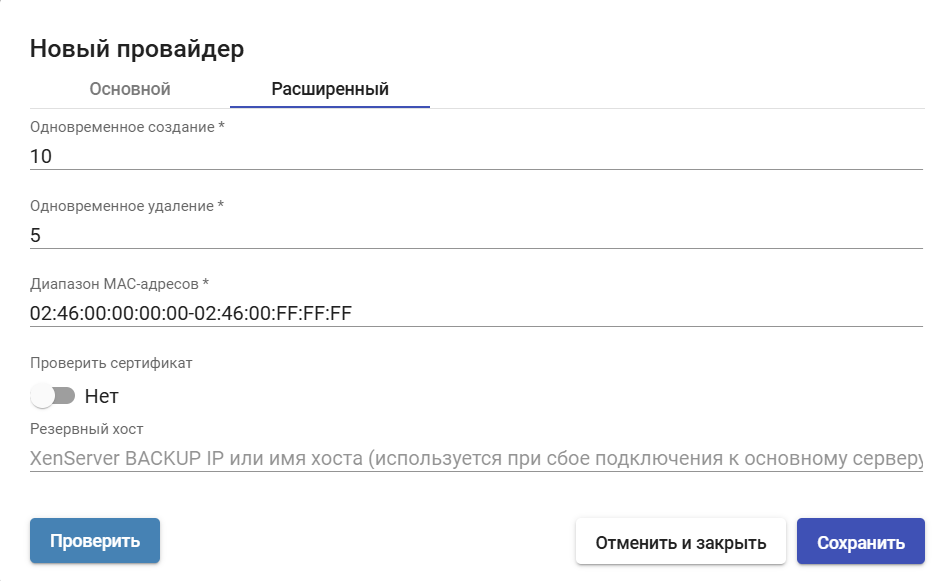 Новый провайдер
Основной Расширенный
Одновременное создание *
10
Одновременное удаление *
5
Диапазон MAC-адресов *
02:46:00:00:00:00-02:46:00:FF:FF:FF
Проверить сертификат
Нет
Резервный хост
XenServer BACKUP IP или имя хоста (используется при сбое подключения к основному серверу
Проверить Отменить и закрыть Сохранить